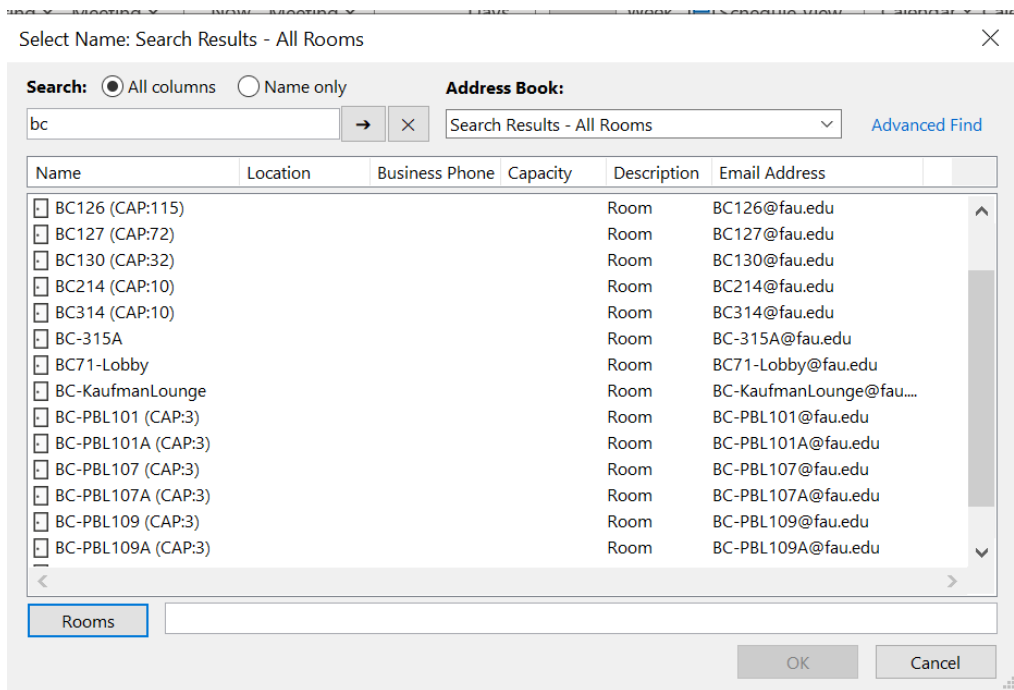 Select Name: Search Results - All Rooms
Search: All columns Name only Address Book:
bc Search Results - All Rooms Advanced Find
Name Location Business Phone Capacity Description Email Address
BC126 (CAP:115) Room BC126@fau.edu
BC127 (CAP:72) Room BC127@fau.edu
BC130 (CAP:32) Room BC130@fau.edu
BC214 (CAP:10) Room BC214@fau.edu
BC314 (CAP:10) Room BC314@fau.edu
BC-315A Room BC-315A@fau.edu
BC71-Lobby Room BC71-Lobby@fau.edu
BC-KaufmanLounge Room BC-KaufmanLounge@fau....
BC-PBL101 (CAP:3) Room BC-PBL101@fau.edu
BC-PBL101A (CAP:3) Room BC-PBL101A@fau.edu
BC-PBL107 (CAP:3) Room BC-PBL107@fau.edu
BC-PBL107A (CAP:3) Room BC-PBL107A@fau.edu
BC-PBL109 (CAP:3) Room BC-PBL109@fau.edu
BC-PBL109A (CAP:3) Room BC-PBL109A@fau.edu
Rooms
OK Cancel